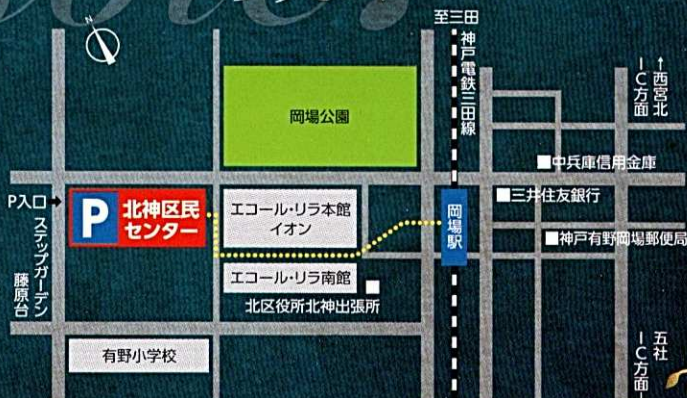 N
至三田
神戸電鉄三田線
↑西宮北
IC方面
岡場公園
■中兵庫信用金庫
P入口→
P
北神区民
センター
エコール・リラ本館
イオン
岡場駅
■三井住友銀行
■神戸有野岡場郵便局
ステップガーデン
藤原台
エコール・リラ南館
北区役所北神出張所
有野小学校
五社
IC方面→